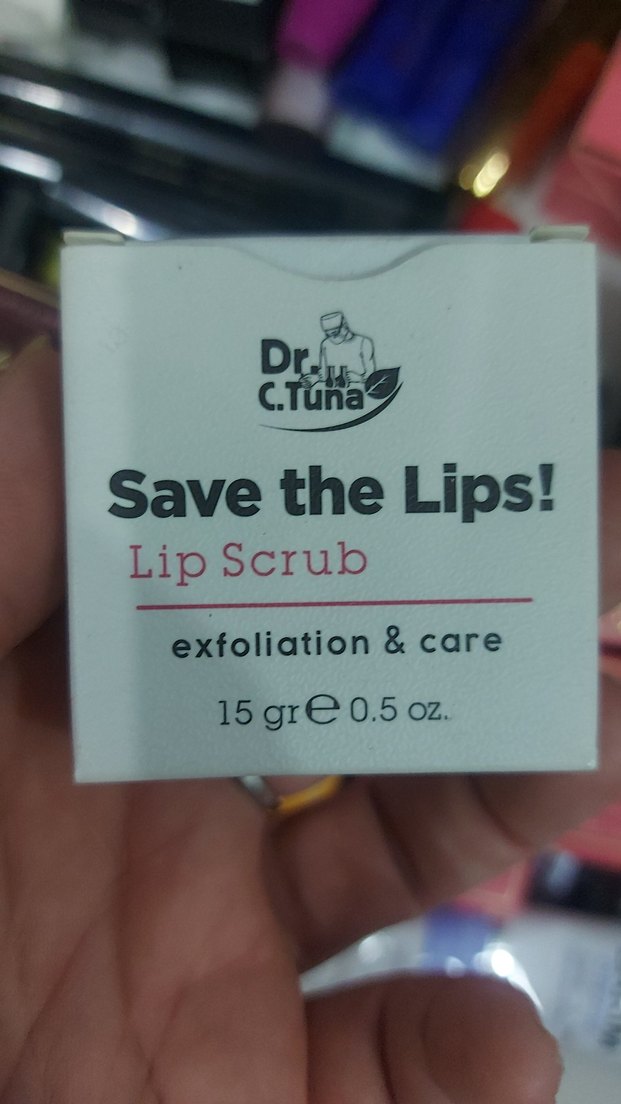 Dr.
C.Tuna
Save the Lips!
Lip Scrub
exfoliation & care
15 gr℮ 0.5 oz.